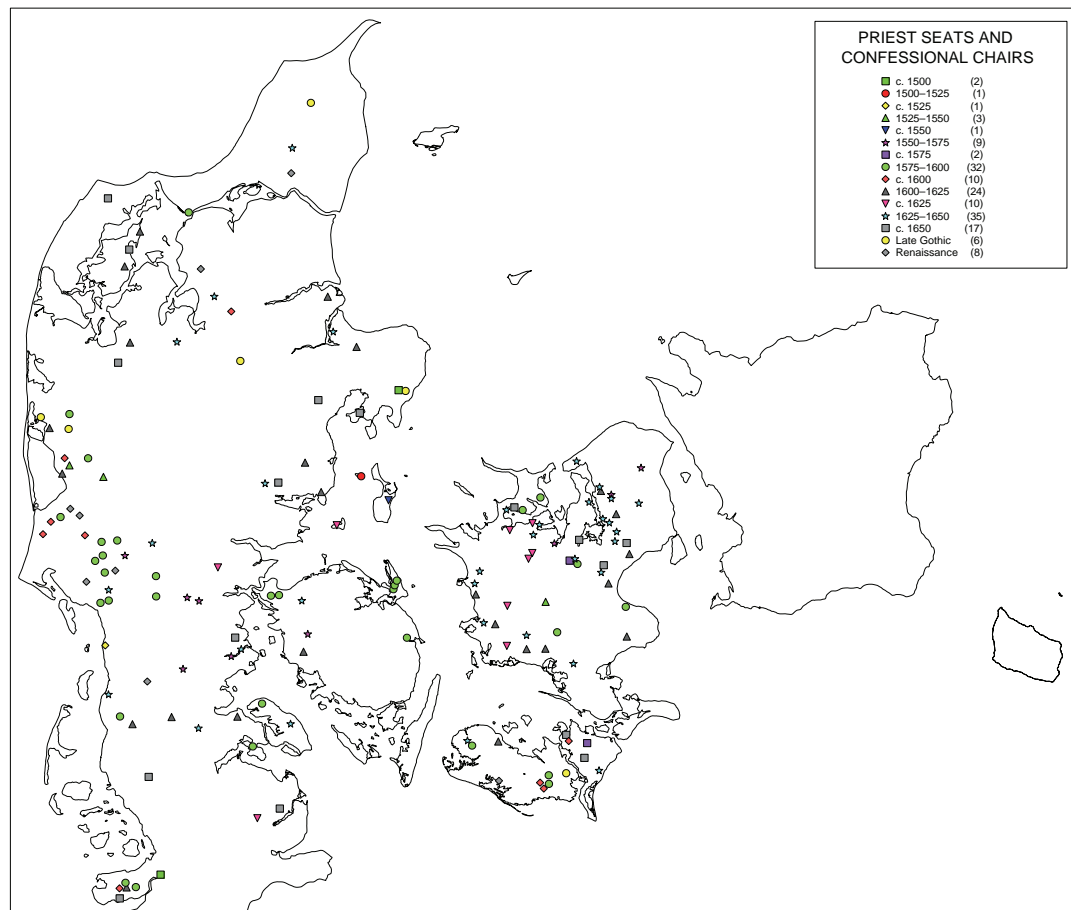 PRIEST SEATS AND
CONFESSIONAL CHAIRS
c. 1500 (2)
1500–1525 (1)
c. 1525 (1)
1525–1550 (3)
c. 1550 (1)
1550–1575 (9)
c. 1575 (2)
1575–1600 (32)
c. 1600 (10)
1600–1625 (24)
c. 1625 (10)
1625–1650 (35)
c. 1650 (17)
Late Gothic (6)
Renaissance (8)